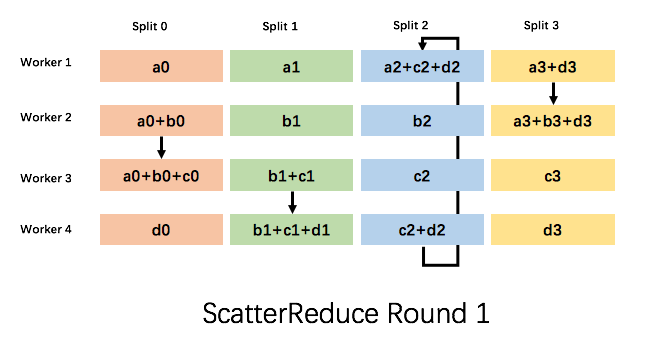 Split 0 Split 1 Split 2 Split 3
Worker 1 a0 a1 a2+c2+d2 a3+d3
Worker 2 a0+b0 b1 b2 a3+b3+d3
Worker 3 a0+b0+c0 b1+c1 c2 c3
Worker 4 d0 b1+c1+d1 c2+d2 d3
ScatterReduce Round 1